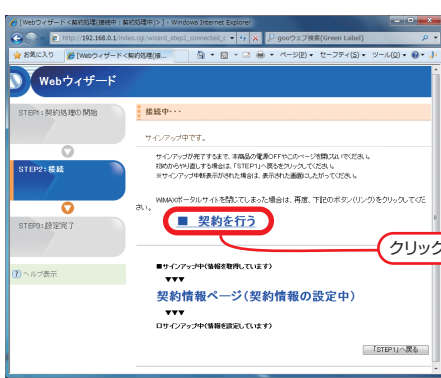 [Webウィザード<契約処理(接続中：契約処理中)>] - Windows Internet Explorer
http://192.168.0.1/index.cgi/wizard_step2_connected_c
gooウェブ検索(Green Label)
お気に入り
[Webウィザード<契約処理(接...
ページ(P)
セーフティ(S)
ツール(O)
Webウィザード
STEP1：契約処理の開始
STEP2：接続
STEP3：設定完了
ヘルプ表示
接続中・・・
サインアップ中です。
サインアップが完了するまで、本商品の電源OFFやこのページを閉じないでください。
初めからやり直しする場合は、「STEP1」へ戻るをクリックしてください。
※サインアップ中断表示がされた場合は、表示された画面にしたがってください。
WiMAXポータルサイトを閉じてしまった場合は、再度、下記のボタン(リンク)をクリックしてください。
■ 契約を行う
クリック
■サインアップ中(情報を取得しています)
▼▼▼
契約情報ページ(契約情報の設定中)
▼▼▼
ロサインアップ中(情報を設定しています)
「STEP1」へ戻る